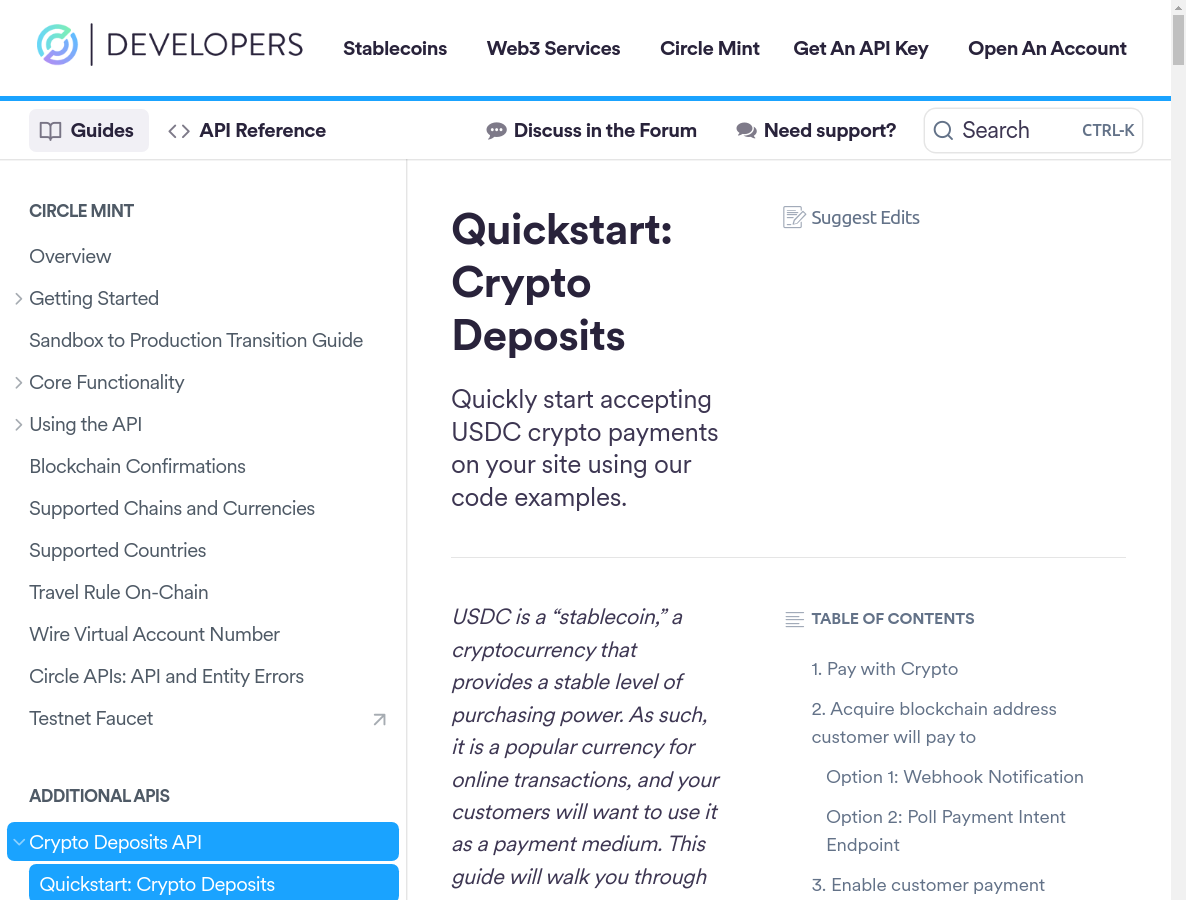 DEVELOPERS
Stablecoins
Web3 Services
Circle Mint
Get An API Key
Open An Account
Guides
API Reference
Discuss in the Forum
Need support?
Search
CTRL-K
CIRCLE MINT
Overview
Getting Started
Sandbox to Production Transition Guide
Core Functionality
Using the API
Blockchain Confirmations
Supported Chains and Currencies
Supported Countries
Travel Rule On-Chain
Wire Virtual Account Number
Circle APIs: API and Entity Errors
Testnet Faucet
ADDITIONAL APIS
Crypto Deposits API
Quickstart: Crypto Deposits
Quickstart:
Crypto
Deposits
Quickly start accepting
USDC crypto payments
on your site using our
code examples.
Suggest Edits
USDC is a “stablecoin,” a
cryptocurrency that
provides a stable level of
purchasing power. As such,
it is a popular currency for
online transactions, and your
customers will want to use it
as a payment medium. This
guide will walk you through
TABLE OF CONTENTS
1. Pay with Crypto
2. Acquire blockchain address
customer will pay to
Option 1: Webhook Notification
Option 2: Poll Payment Intent
Endpoint
3. Enable customer payment